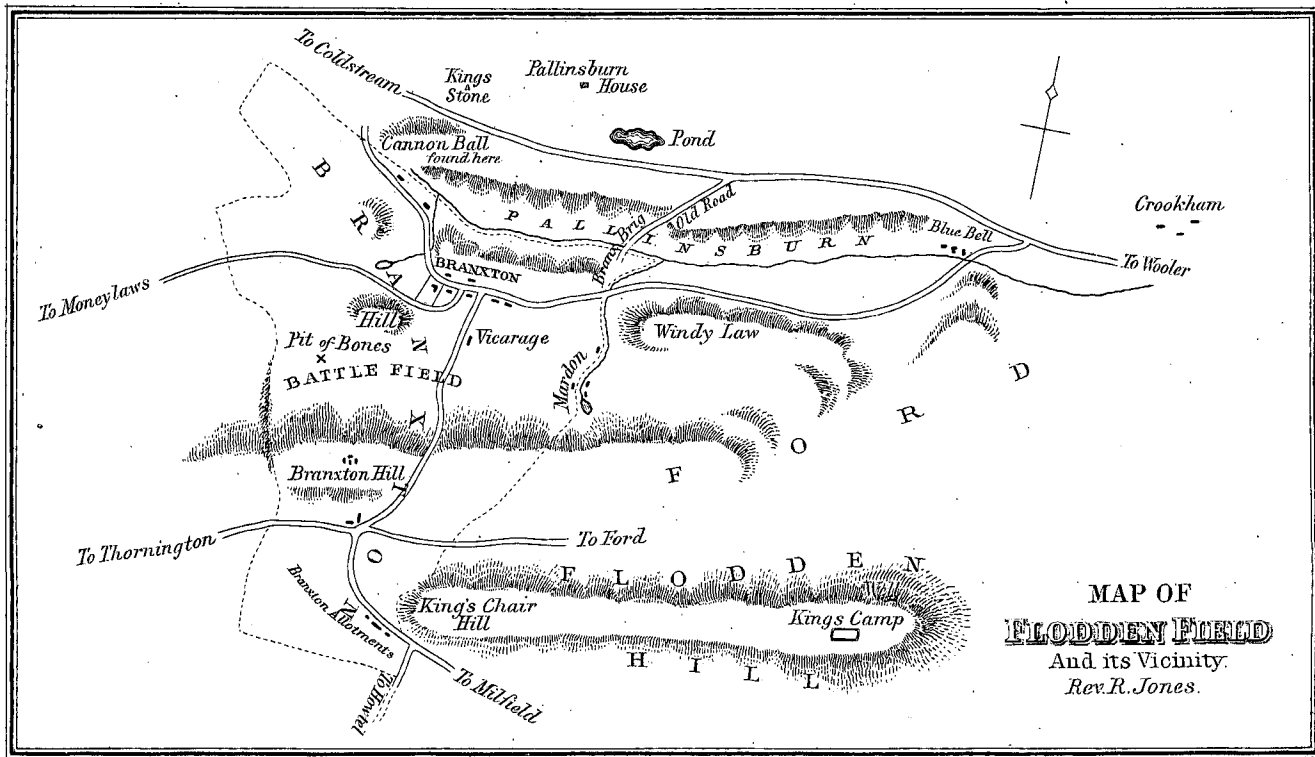 To Coldstream
Kings
Stone
Pallinsburn
House
Cannon Ball
found here
Pond
Crookham
BRANXTON
PALLINSBURN
Branx Brig
Old Road
Blue Bell
To Wooler
BRANXTON
To Moneylaws
Hill
Vicarage
Windy Law
Pit of Bones
x
BATTLE FIELD
Mardon
FORD
Branxton Hill
To Thornington
To Ford
FLODDEN
HILL
Well
King's Chair
Hill
Kings Camp
Branxton Allotments
To Howtel
To Milfield
MAP OF
FLODDEN FIELD
And its Vicinity.
Rev. R. Jones.